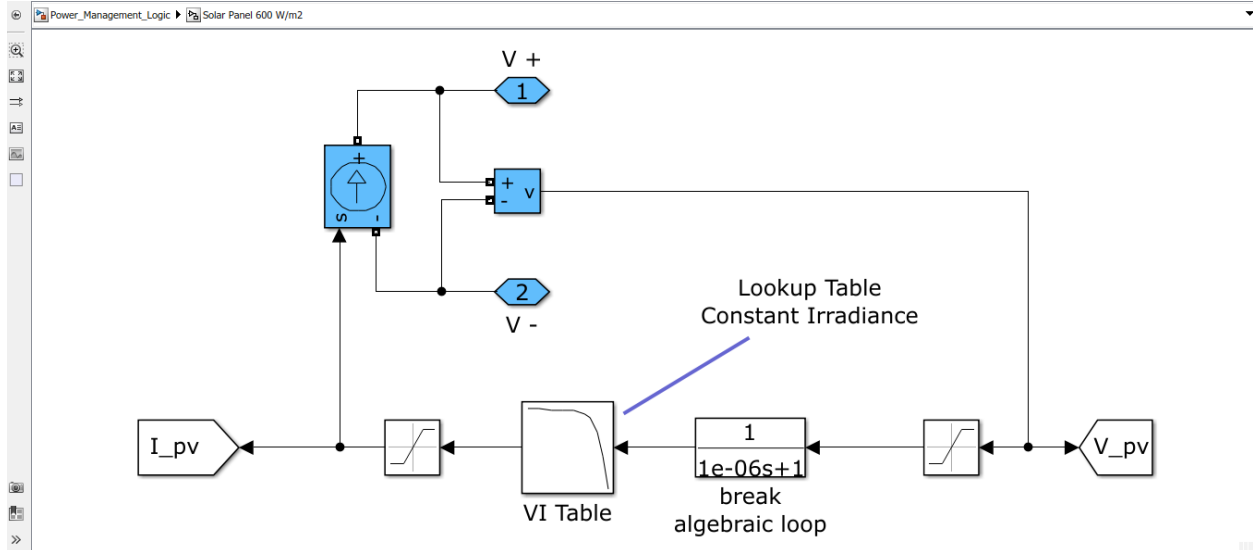 Power_Management_Logic Solar Panel 600 W/m2
V +
1
+
s -
+
-
v
2
V -
Lookup Table
Constant Irradiance
I_pv
VI Table
1
1e-06s+1
break
algebraic loop
V_pv